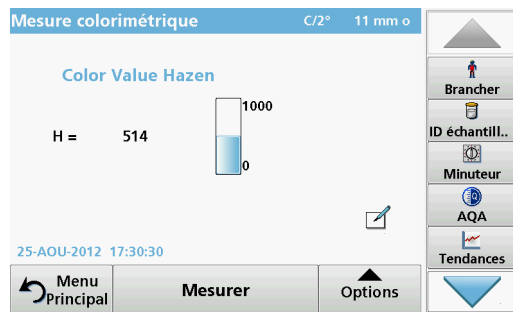 Mesure colorimétrique C/2° 11 mm o
Color Value Hazen
1000
H = 514
0
25-AOU-2012 17:30:30
Menu
Principal
Mesurer
Options
Brancher
ID échantill..
Minuteur
AQA
Tendances